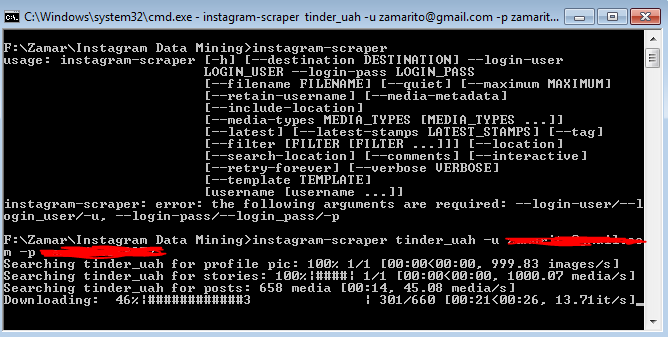 C:\Windows\system32\cmd.exe - instagram-scraper tinder_uah -u zamarito@gmail.com -p zamarit...
F:\Zamar\Instagram Data Mining>instagram-scraper
usage: instagram-scraper [-h] [--destination DESTINATION] --login-user
LOGIN_USER --login-pass LOGIN_PASS
[--filename FILENAME] [--quiet] [--maximum MAXIMUM]
[--retain-username] [--media-metadata]
[--include-location]
[--media-types MEDIA_TYPES [MEDIA_TYPES ...]]
[--latest] [--latest-stamps LATEST_STAMPS] [--tag]
[--filter [FILTER [FILTER ...]]] [--location]
[--search-location] [--comments] [--interactive]
[--retry-forever] [--verbose VERBOSE]
[--template TEMPLATE]
[username [username ...]]
instagram-scraper: error: the following arguments are required: --login-user/--l
ogin_user/-u, --login-pass/--login_pass/-p
F:\Zamar\Instagram Data Mining>instagram-scraper tinder_uah -u
m -p
Searching tinder_uah for profile pic: 100% 1/1 [00:00<00:00, 999.83 images/s]
Searching tinder_uah for stories: 100%|####| 1/1 [00:00<00:00, 1000.07 media/s]
Searching tinder_uah for posts: 658 media [00:14, 45.08 media/s]
Downloading: 46%|############3 | 301/660 [00:21<00:26, 13.71it/s]